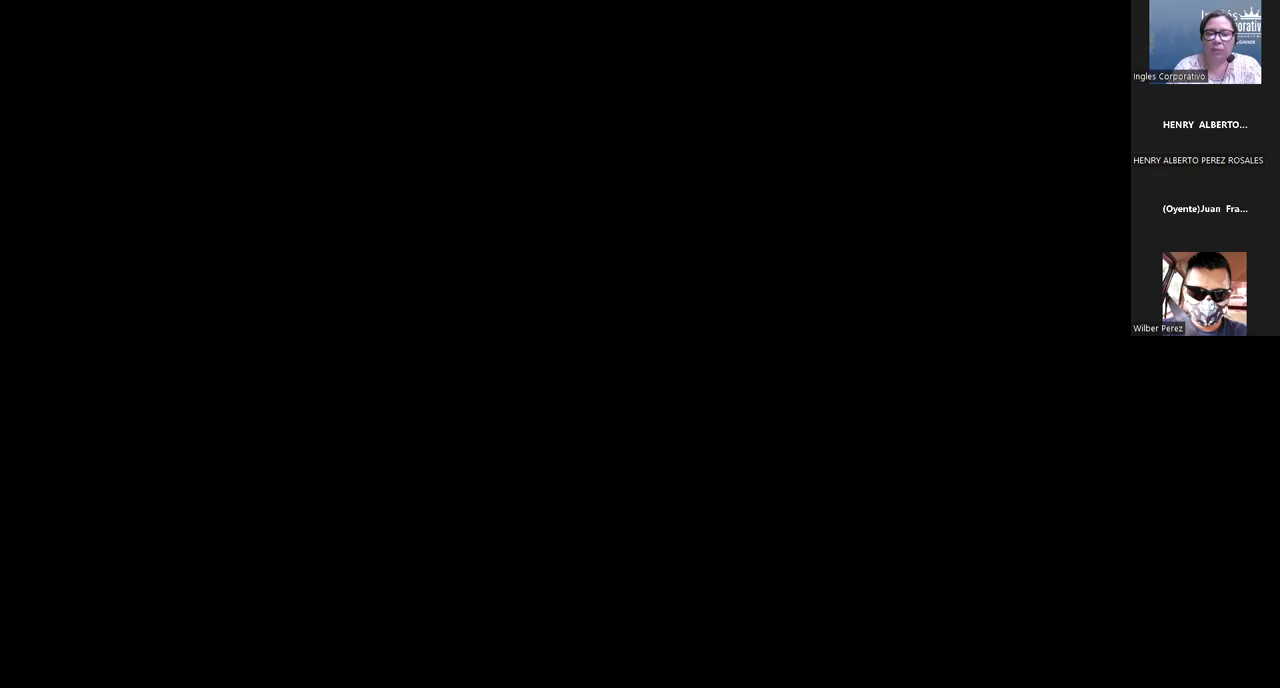 Ingles Corporativo
HENRY ALBERTO...
HENRY ALBERTO PEREZ ROSALES
(Oyente)Juan Fra...
Wilber Perez